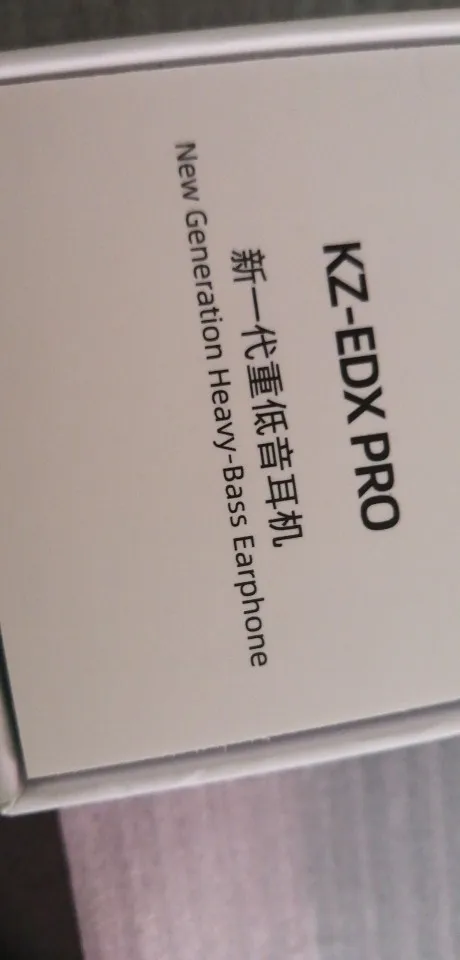 KZ-EDX PRO
新一代重低音耳机
New Generation Heavy-Bass Earphone